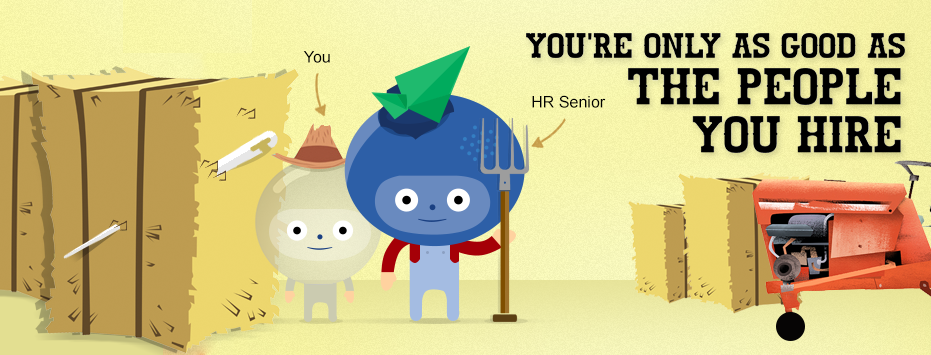 YOU'RE ONLY AS GOOD AS
THE PEOPLE
YOU HIRE
You
HR Senior